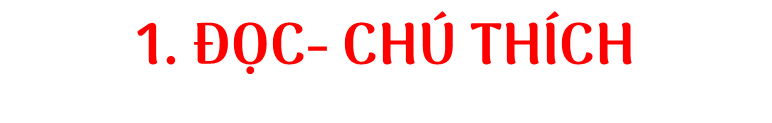 1. ĐỌC- CHÚ THÍCH